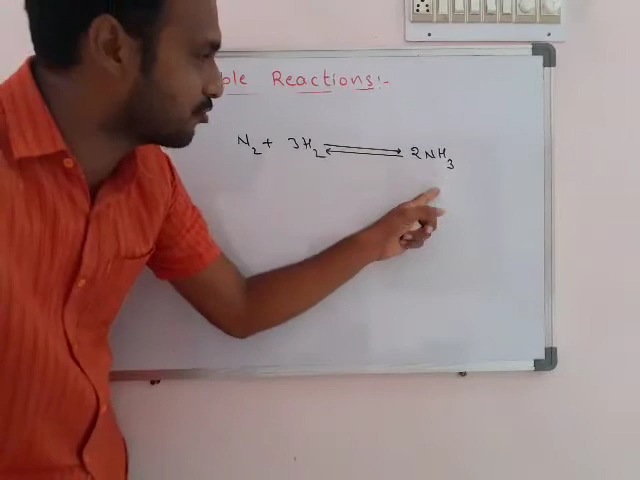 ble Reactions:-
N₂ + 3H₂ ⇌ 2NH₃